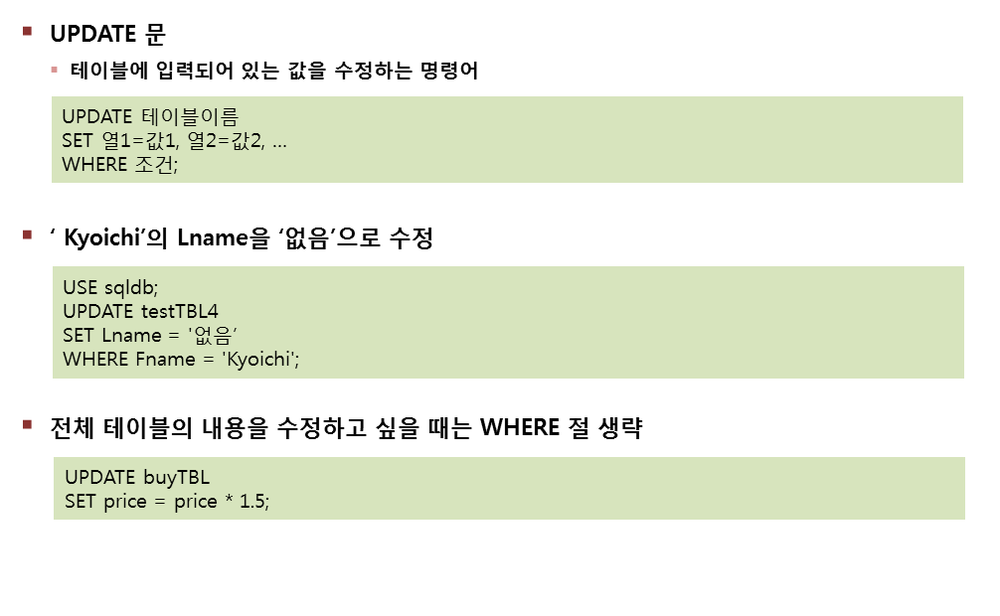 UPDATE 문
테이블에 입력되어 있는 값을 수정하는 명령어
UPDATE 테이블이름
SET 열1=값1, 열2=값2, …
WHERE 조건;
‘ Kyoichi’의 Lname을 ‘없음’으로 수정
USE sqldb;
UPDATE testTBL4
SET Lname = '없음’
WHERE Fname = 'Kyoichi';
전체 테이블의 내용을 수정하고 싶을 때는 WHERE 절 생략
UPDATE buyTBL
SET price = price * 1.5;